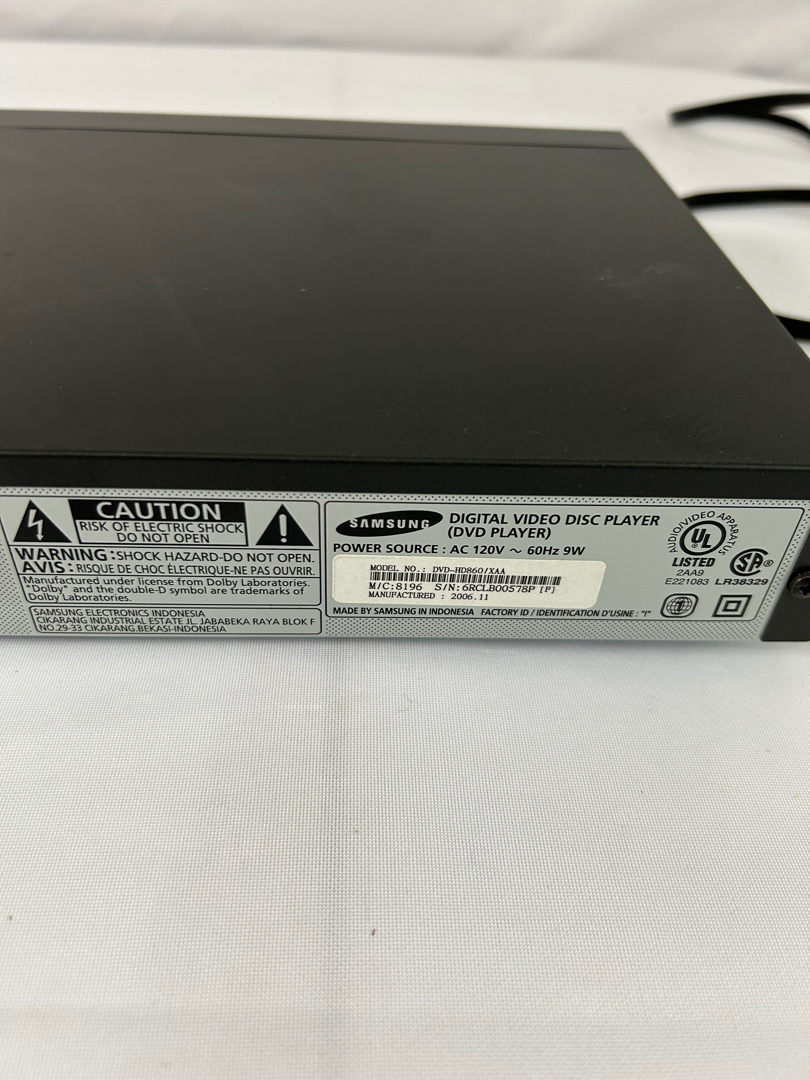 CAUTION
RISK OF ELECTRIC SHOCK
DO NOT OPEN
WARNING : SHOCK HAZARD-DO NOT OPEN.
AVIS : RISQUE DE CHOC ÉLECTRIQUE-NE PAS OUVRIR.
Manufactured under license from Dolby Laboratories.
"Dolby" and the double-D symbol are trademarks of
Dolby Laboratories.
SAMSUNG ELECTRONICS INDONESIA
CIKARANG INDUSTRIAL ESTATE JL. JABABEKA RAYA BLOK F
NO.29-33 CIKARANG.BEKASI-INDONESIA
SAMSUNG
DIGITAL VIDEO DISC PLAYER
(DVD PLAYER)
POWER SOURCE : AC 120V ~ 60Hz 9W
MODEL NO.: DVD-HD860/XAA
M/C:8196 S/N:6RCLB00578P [F]
MANUFACTURED : 2006.11
MADE BY SAMSUNG IN INDONESIA FACTORY ID / IDENTIFICATION D'USINE : "I"
AUDIO/VIDEO APPARATUS
UL
®
LISTED
2AA9
E221083
SA
®
LR38329